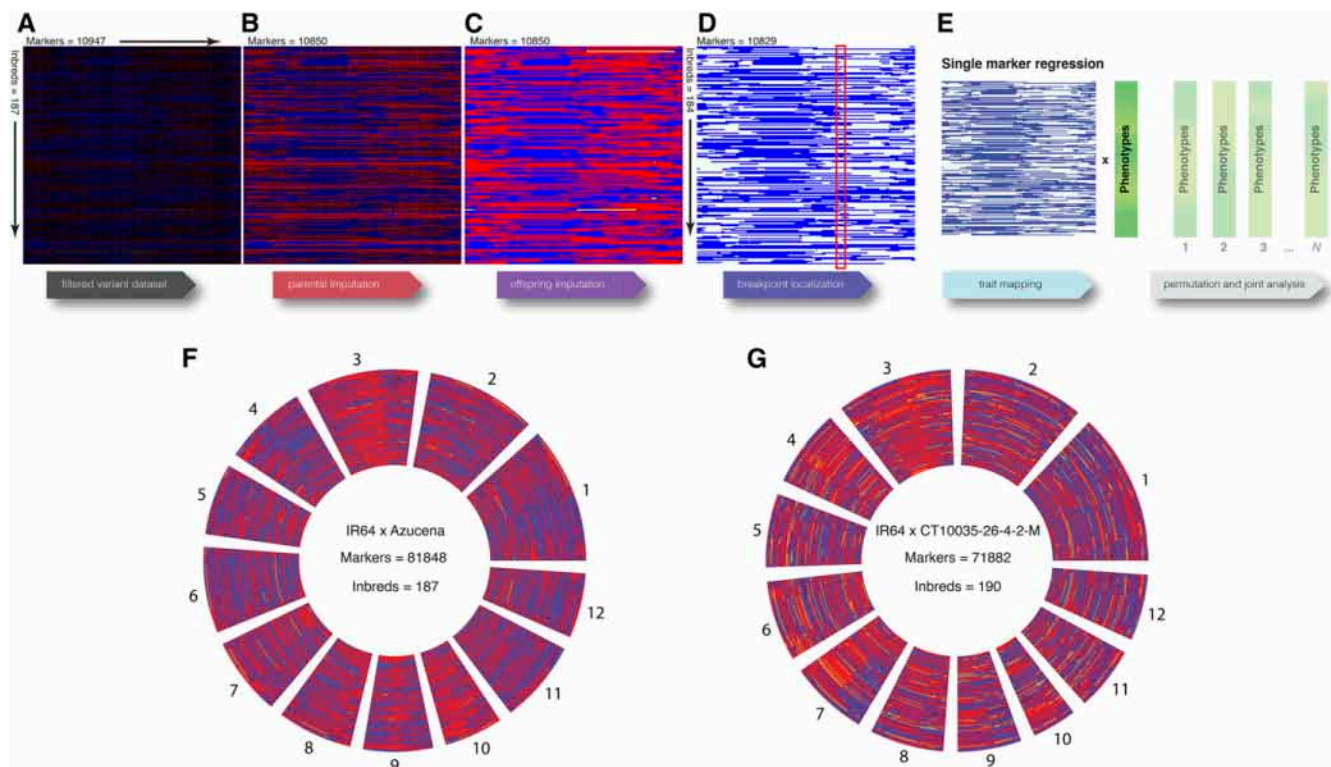 A
B
C
D
E
Markers = 10947
Markers = 10850
Markers = 10850
Markers = 10829
Inbreds = 187
Inbreds = 184
Single marker regression
x
Phenotypes
Phenotypes
Phenotypes
Phenotypes
Phenotypes
1
2
3
...
N
filtered variant dataset
parental imputation
offspring imputation
breakpoint localization
trait mapping
permutation and joint analysis
F
3
2
4
1
5
IR64 x Azucena
Markers = 81848
Inbreds = 187
6
12
7
11
8
10
9
G
3
2
4
1
5
IR64 x CT10035-26-4-2-M
Markers = 71882
Inbreds = 190
6
12
7
11
8
10
9